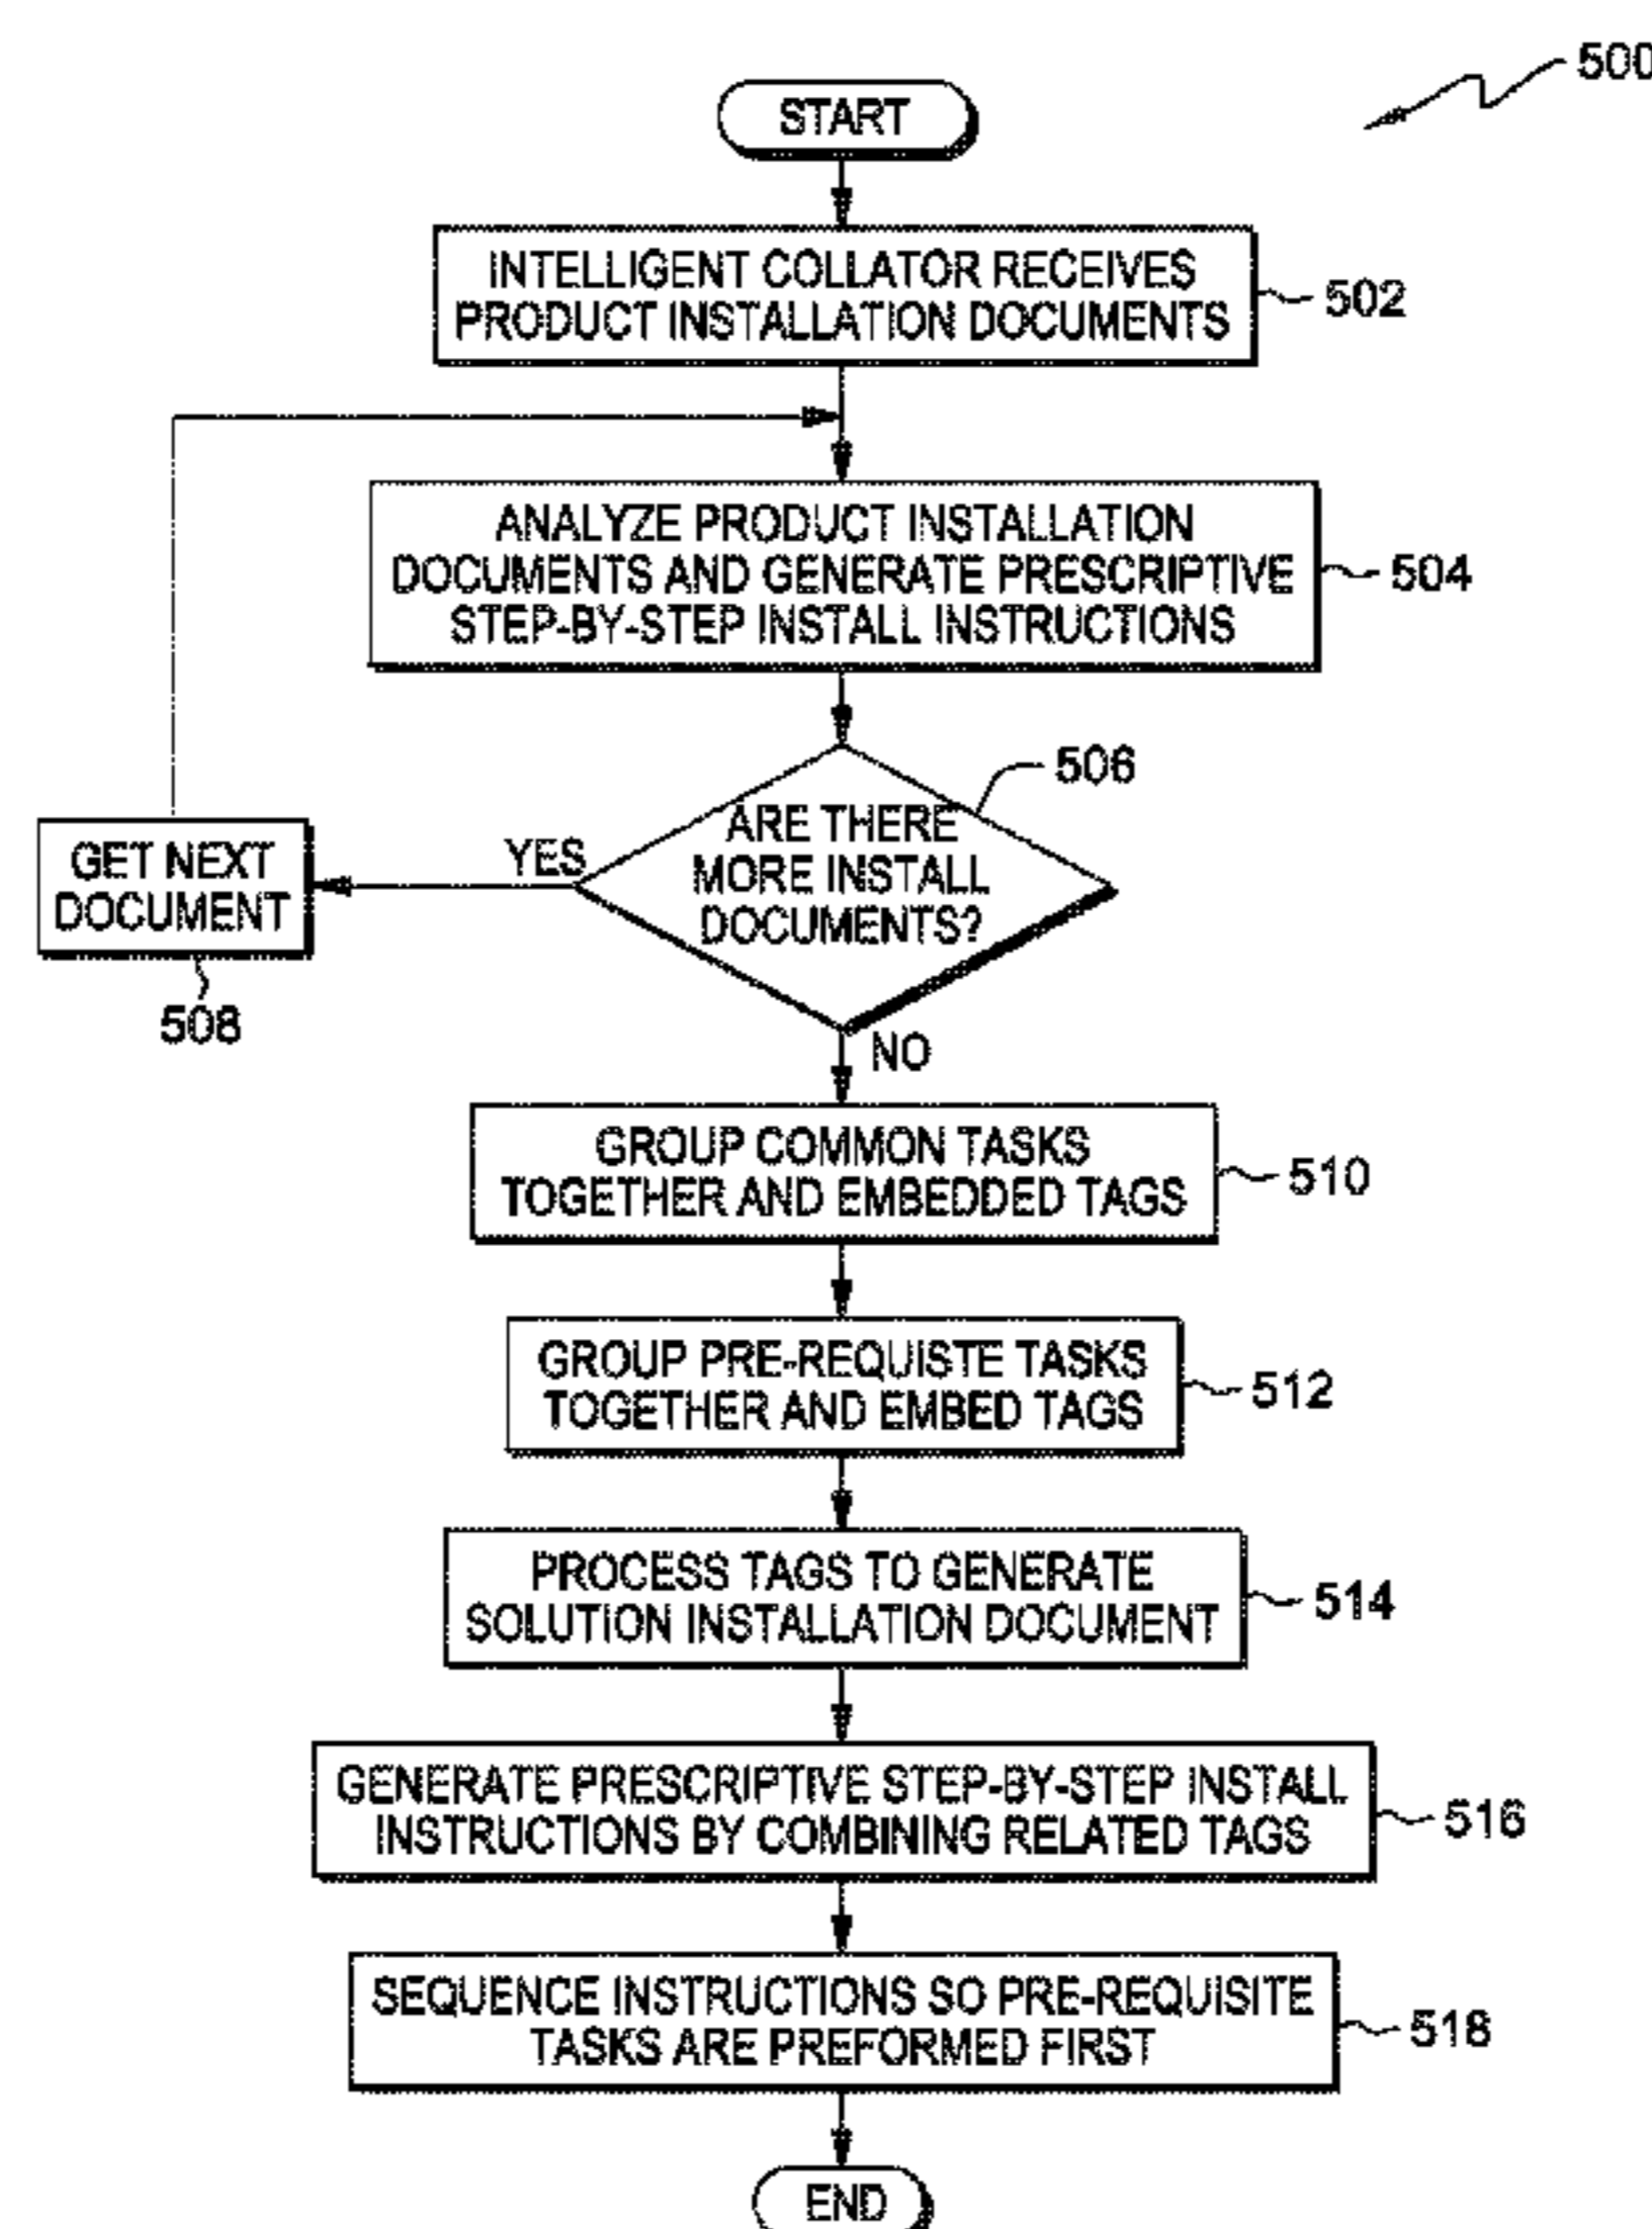 500
START
INTELLIGENT COLLATOR RECEIVES
PRODUCT INSTALLATION DOCUMENTS
502
ANALYZE PRODUCT INSTALLATION
DOCUMENTS AND GENERATE PRESCRIPTIVE
STEP-BY-STEP INSTALL INSTRUCTIONS
504
506
ARE THERE
MORE INSTALL
DOCUMENTS?
YES
GET NEXT
DOCUMENT
508
NO
GROUP COMMON TASKS
TOGETHER AND EMBEDDED TAGS
510
GROUP PRE-REQUISTE TASKS
TOGETHER AND EMBED TAGS
512
PROCESS TAGS TO GENERATE
SOLUTION INSTALLATION DOCUMENT
514
GENERATE PRESCRIPTIVE STEP-BY-STEP INSTALL
INSTRUCTIONS BY COMBINING RELATED TAGS
516
SEQUENCE INSTRUCTIONS SO PRE-REQUISITE
TASKS ARE PREFORMED FIRST
518
END